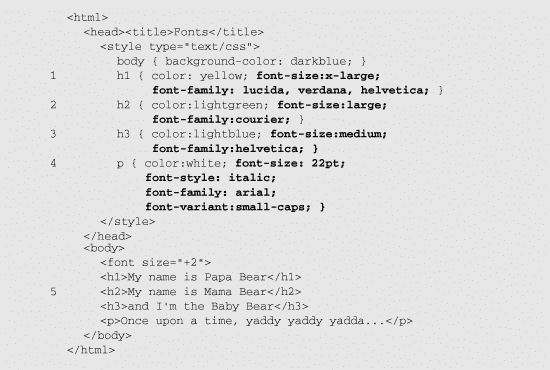 <html>
<head><title>Fonts</title>
<style type="text/css">
body { background-color: darkblue; }
1 h1 { color: yellow; font-size:x-large;
font-family: lucida, verdana, helvetica; }
2 h2 { color:lightgreen; font-size:large;
font-family:courier; }
3 h3 { color:lightblue; font-size:medium;
font-family:helvetica; }
4 p { color:white; font-size: 22pt;
font-style: italic;
font-family: arial;
font-variant:small-caps; }
</style>
</head>
<body>
<font size="+2">
<h1>My name is Papa Bear</h1>
5 <h2>My name is Mama Bear</h2>
<h3>and I'm the Baby Bear</h3>
<p>Once upon a time, yaddy yaddy yadda...</p>
</body>
</html>